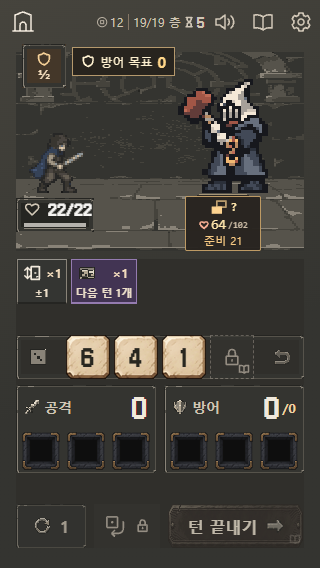 12 19/19 층 5
방어 목표 0
½
22/22
?
64/102
준비 21
×1
±1
×1
다음 턴 1개
6 4 1
공격 0
방어 0/0
1
턴 끝내기